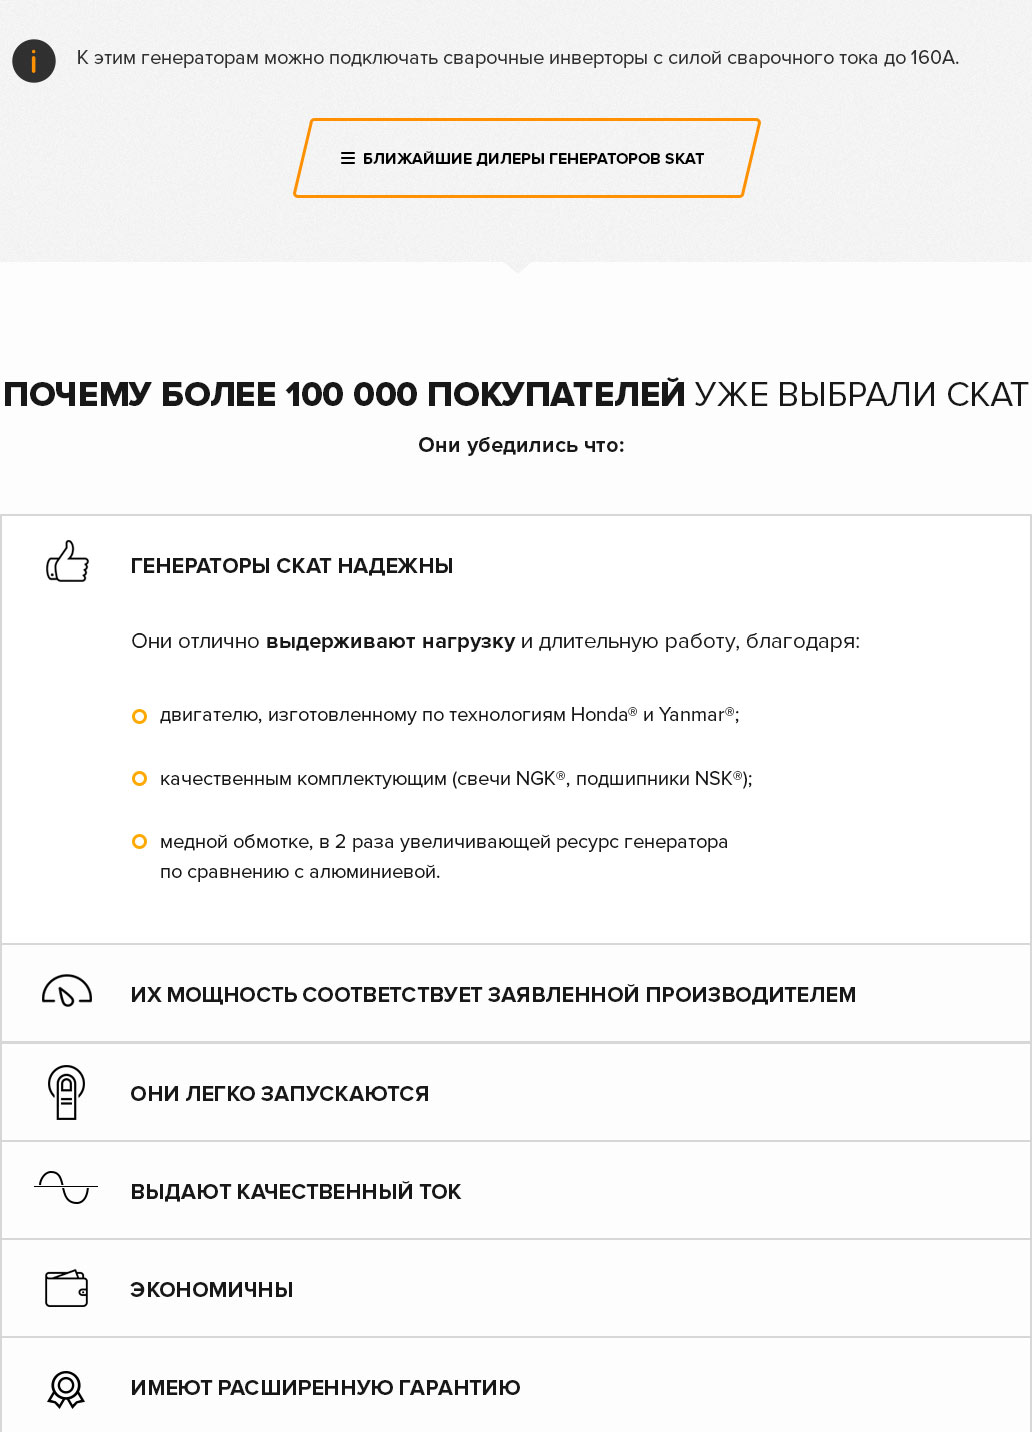 К этим генераторам можно подключать сварочные инверторы с силой сварочного тока до 160А.
БЛИЖАЙШИЕ ДИЛЕРЫ ГЕНЕРАТОРОВ SKAT
ПОЧЕМУ БОЛЕЕ 100 000 ПОКУПАТЕЛЕЙ УЖЕ ВЫБРАЛИ СКАТ
Они убедились что:
ГЕНЕРАТОРЫ СКАТ НАДЕЖНЫ
Они отлично выдерживают нагрузку и длительную работу, благодаря:
двигателю, изготовленному по технологиям Honda® и Yanmar®;
качественным комплектующим (свечи NGK®, подшипники NSK®);
медной обмотке, в 2 раза увеличивающей ресурс генератора
по сравнению с алюминиевой.
ИХ МОЩНОСТЬ СООТВЕТСТВУЕТ ЗАЯВЛЕННОЙ ПРОИЗВОДИТЕЛЕМ
ОНИ ЛЕГКО ЗАПУСКАЮТСЯ
ВЫДАЮТ КАЧЕСТВЕННЫЙ ТОК
ЭКОНОМИЧНЫ
ИМЕЮТ РАСШИРЕННУЮ ГАРАНТИЮ